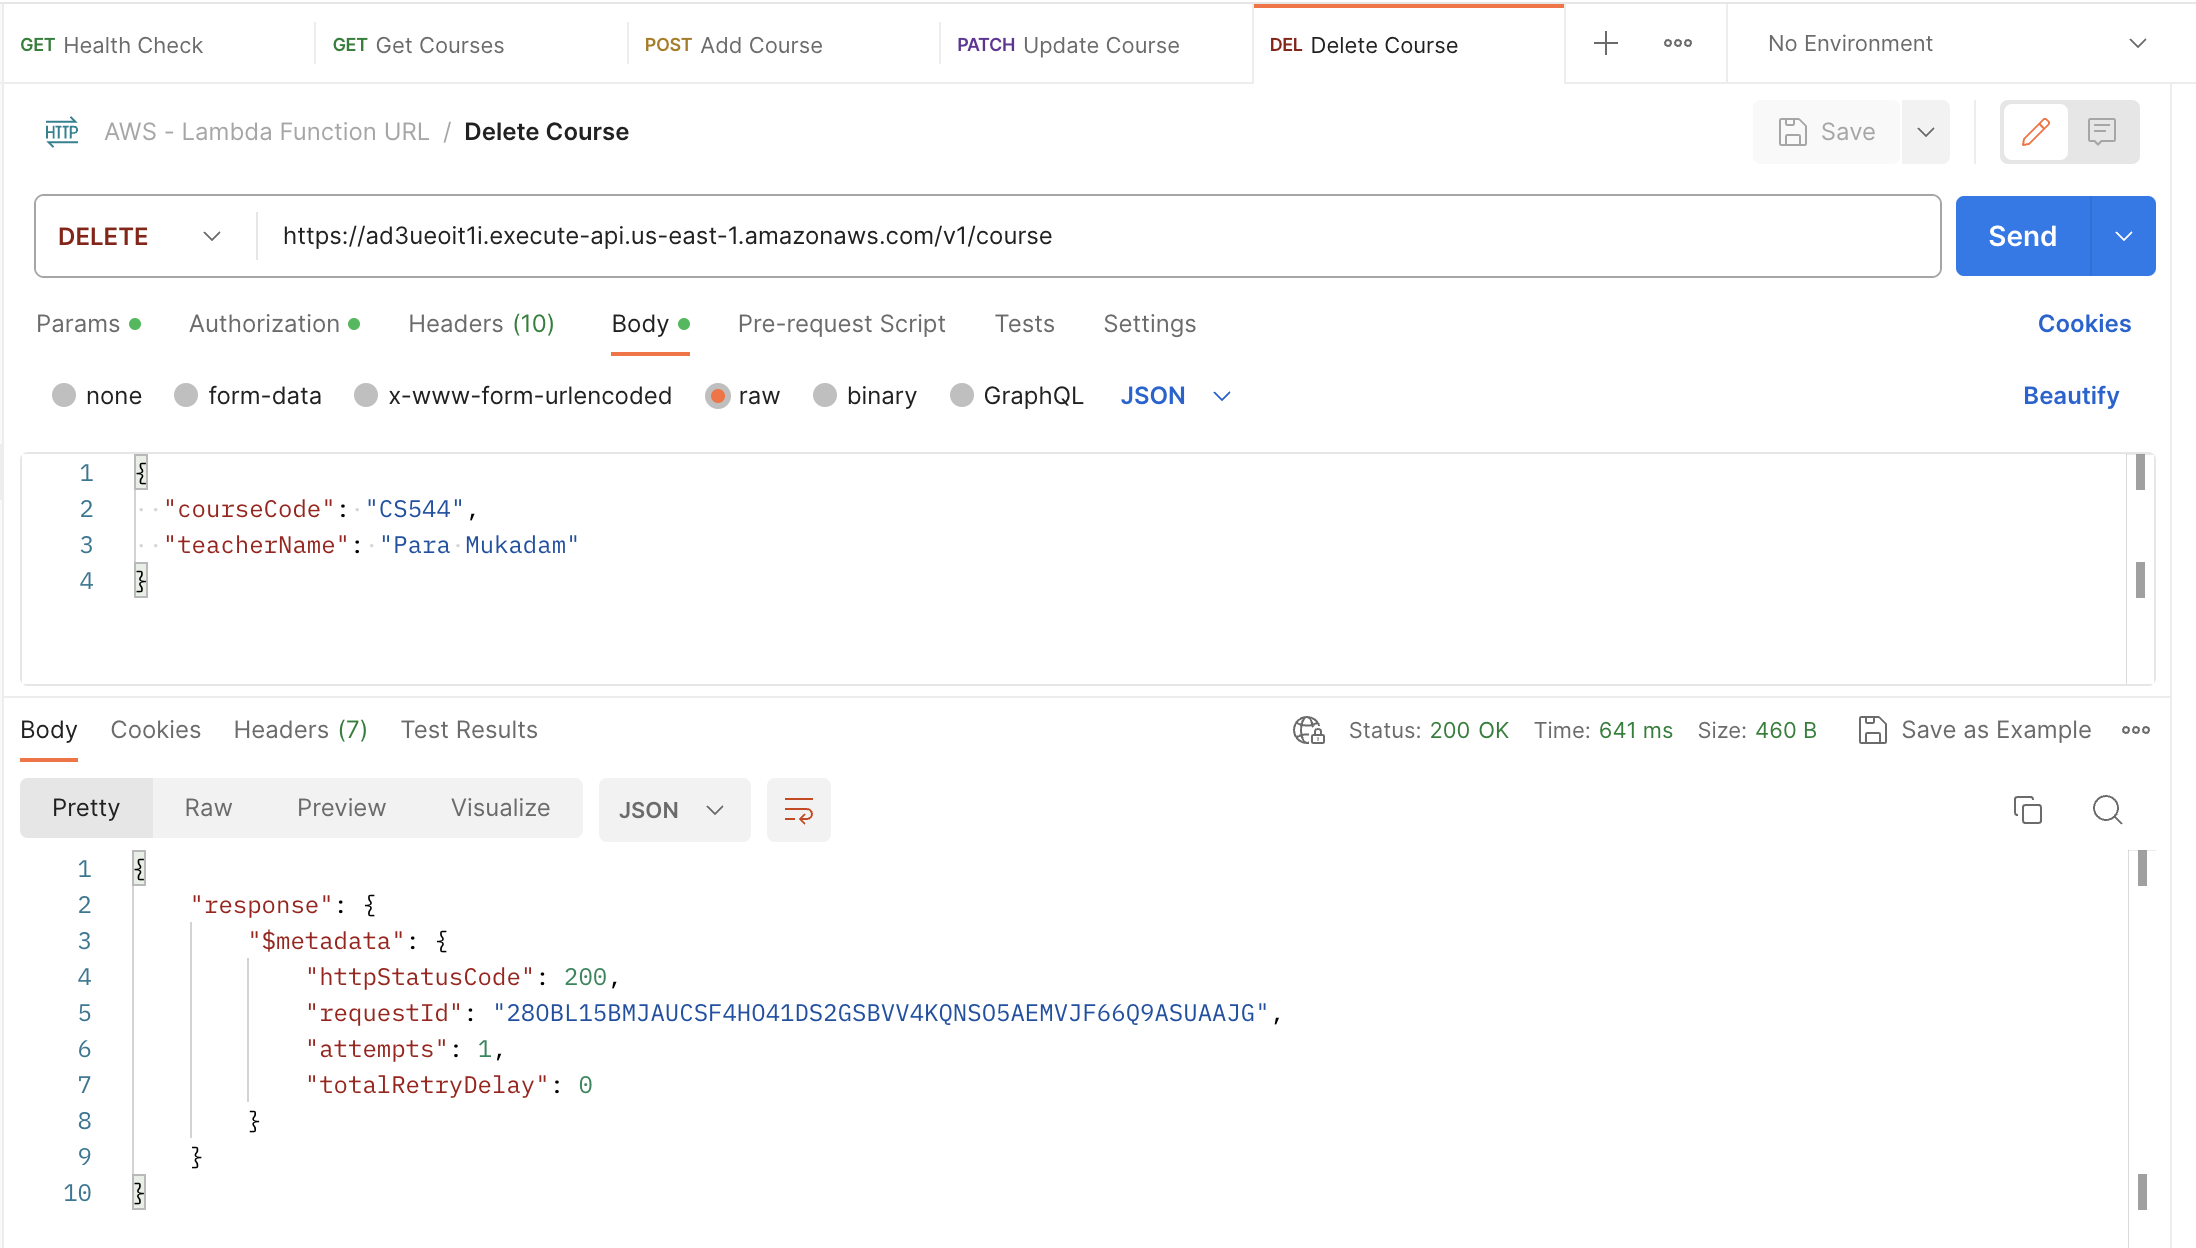 GET Health Check GET Get Courses POST Add Course PATCH Update Course DEL Delete Course No Environment
HTTP AWS - Lambda Function URL / Delete Course Save
DELETE https://ad3ueoit1i.execute-api.us-east-1.amazonaws.com/v1/course Send
Params Authorization Headers (10) Body Pre-request Script Tests Settings Cookies
none form-data x-www-form-urlencoded raw binary GraphQL JSON Beautify
1 {
2 "courseCode": "CS544",
3 "teacherName": "Para Mukadam"
4 }
Body Cookies Headers (7) Test Results Status: 200 OK Time: 641 ms Size: 460 B Save as Example
Pretty Raw Preview Visualize JSON
1 {
2 "response": {
3 "$metadata": {
4 "httpStatusCode": 200,
5 "requestId": "28OBL15BMJAUCSF4HO41DS2GSBVV4KQNSO5AEMVJF66Q9ASUAAJG",
6 "attempts": 1,
7 "totalRetryDelay": 0
8 }
9 }
10 }